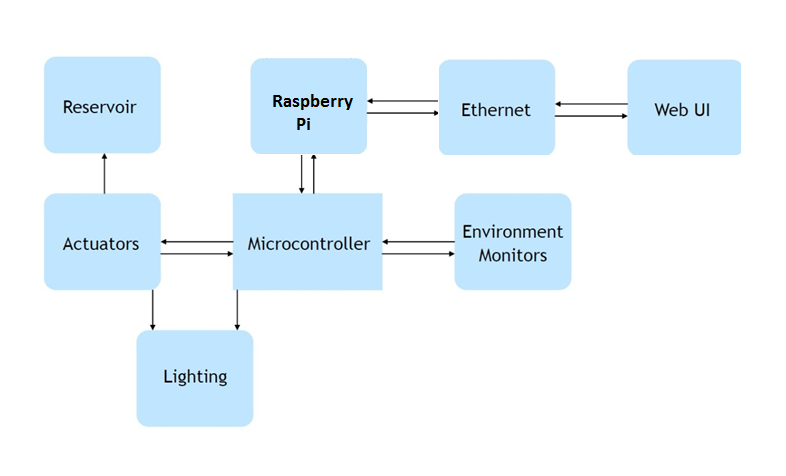 Reservoir
Raspberry
Pi
Ethernet
Web UI
Actuators
Microcontroller
Environment
Monitors
Lighting